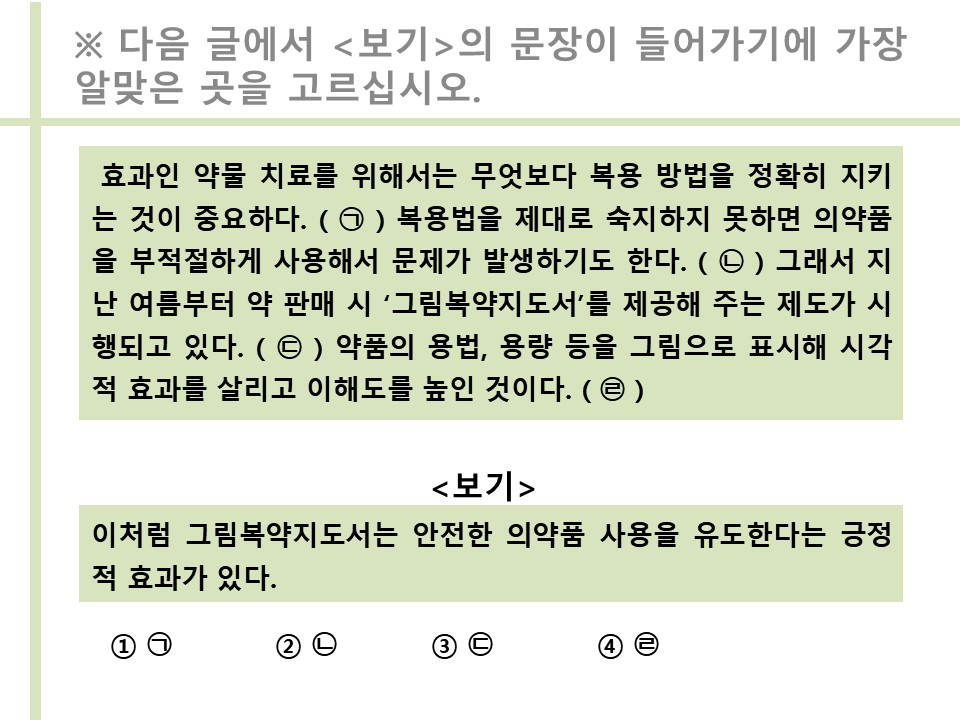 ※ 다음 글에서 <보기>의 문장이 들어가기에 가장
알맞은 곳을 고르십시오.
효과인 약물 치료를 위해서는 무엇보다 복용 방법을 정확히 지키
는 것이 중요하다. ( ㉠ ) 복용법을 제대로 숙지하지 못하면 의약품
을 부적절하게 사용해서 문제가 발생하기도 한다. ( ㉡ ) 그래서 지
난 여름부터 약 판매 시 ‘그림복약지도서’를 제공해 주는 제도가 시
행되고 있다. ( ㉢ ) 약품의 용법, 용량 등을 그림으로 표시해 시각
적 효과를 살리고 이해도를 높인 것이다. ( ㉣ )
<보기>
이처럼 그림복약지도서는 안전한 의약품 사용을 유도한다는 긍정
적 효과가 있다.
① ㉠ ② ㉡ ③ ㉢ ④ ㉣